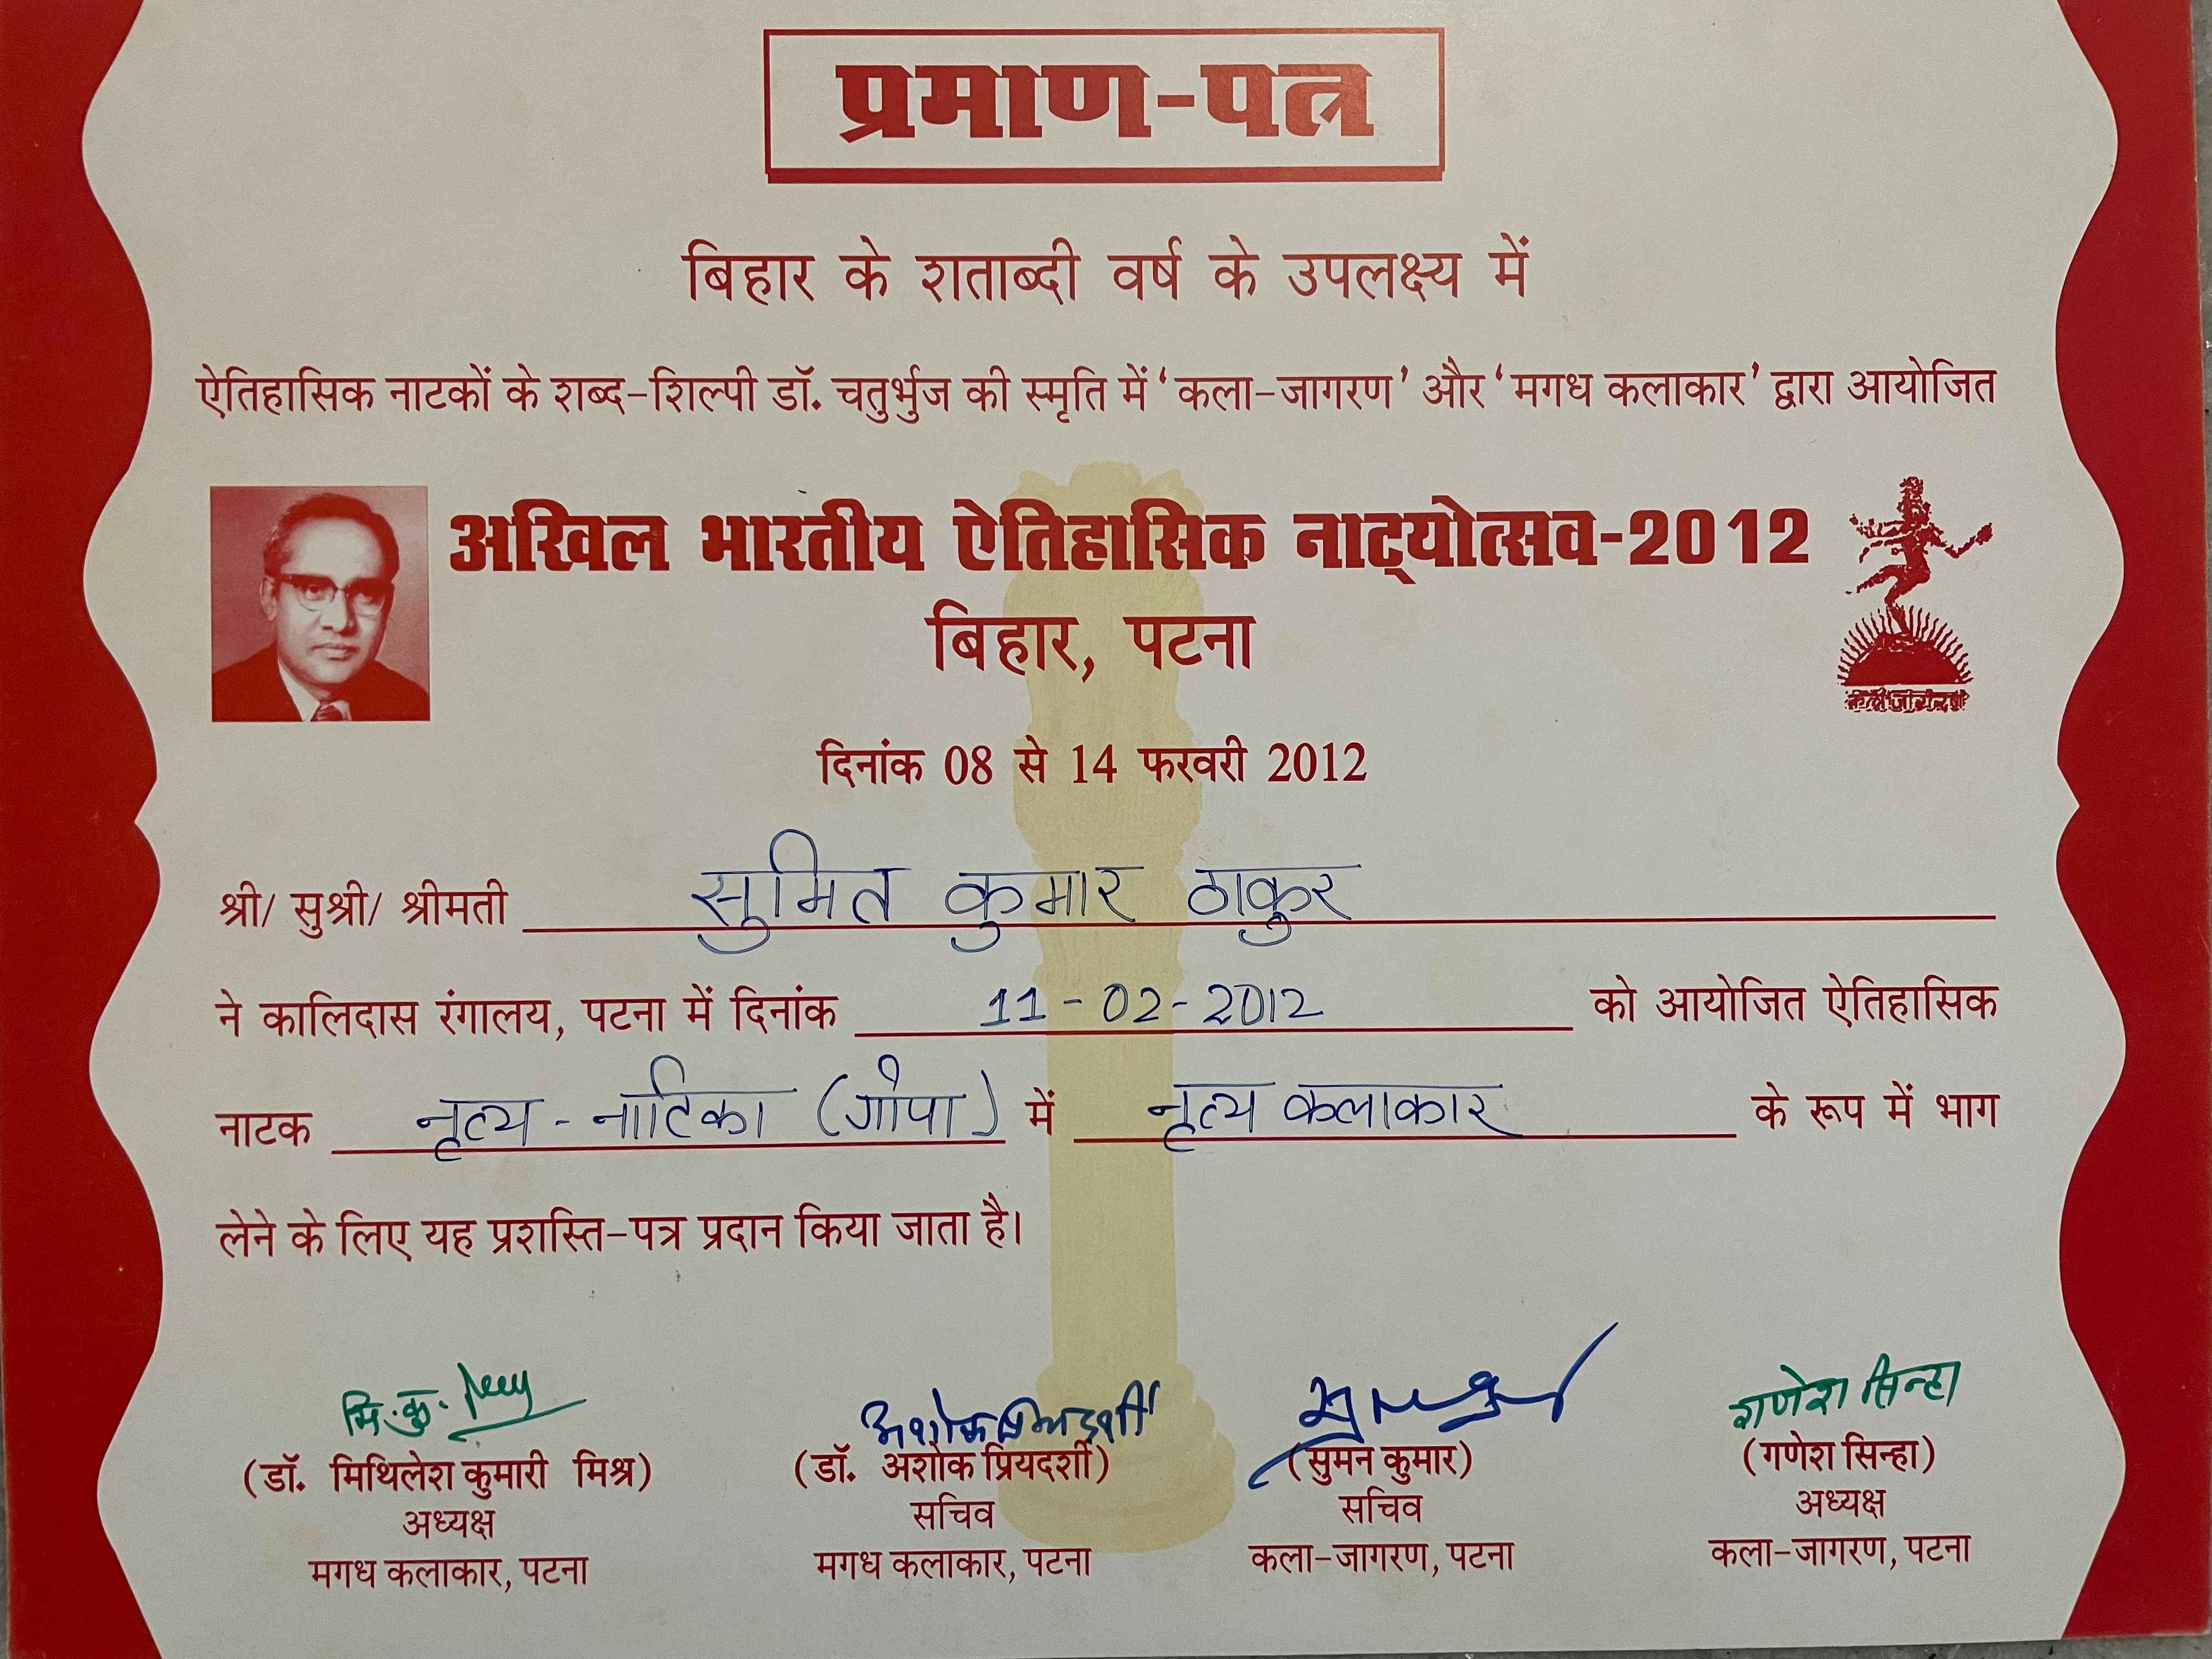 प्रमाण-पत्र
बिहार के शताब्दी वर्ष के उपलक्ष्य में
ऐतिहासिक नाटकों के शब्द-शिल्पी डॉ. चतुर्भुज की स्मृति में ‘कला-जागरण’ और ‘मगध कलाकार’ द्वारा आयोजित
अखिल भारतीय ऐतिहासिक नाट्योत्सव-2012
बिहार, पटना
कला जागरण
दिनांक 08 से 14 फरवरी 2012
श्री/ सुश्री/ श्रीमती सुमित कुमार ठाकुर
ने कालिदास रंगालय, पटना में दिनांक 11-02-2012 को आयोजित ऐतिहासिक
नाटक नृत्य-नाटिका (गोपा) में नृत्य कलाकार के रूप में भाग
लेने के लिए यह प्रशस्ति-पत्र प्रदान किया जाता है।
मि. कु. अशोक प्रियदर्शी गणेश सिन्हा
(डॉ. मिथिलेश कुमारी मिश्र) (डॉ. अशोक प्रियदर्शी) (सुमन कुमार) (गणेश सिन्हा)
अध्यक्ष सचिव सचिव अध्यक्ष
मगध कलाकार, पटना मगध कलाकार, पटना कला-जागरण, पटना कला-जागरण, पटना